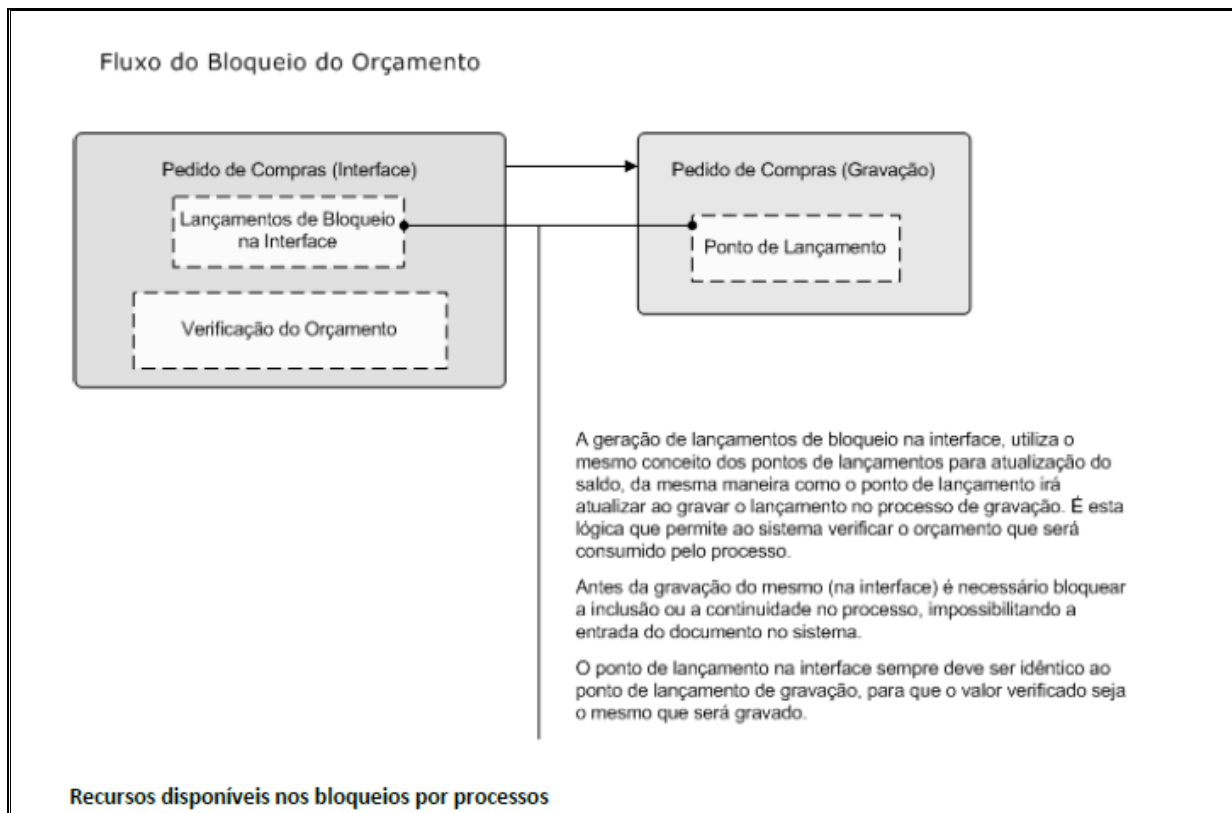 Fluxo do Bloqueio do Orçamento
Pedido de Compras (Interface)
Lançamentos de Bloqueio
na Interface
Verificação do Orçamento
Pedido de Compras (Gravação)
Ponto de Lançamento
A geração de lançamentos de bloqueio na interface, utiliza o
mesmo conceito dos pontos de lançamentos para atualização do
saldo, da mesma maneira como o ponto de lançamento irá
atualizar ao gravar o lançamento no processo de gravação. É esta
lógica que permite ao sistema verificar o orçamento que será
consumido pelo processo.
Antes da gravação do mesmo (na interface) é necessário bloquear
a inclusão ou a continuidade no processo, impossibilitando a
entrada do documento no sistema.
O ponto de lançamento na interface sempre deve ser idêntico ao
ponto de lançamento de gravação, para que o valor verificado seja
o mesmo que será gravado.
Recursos disponíveis nos bloqueios por processos